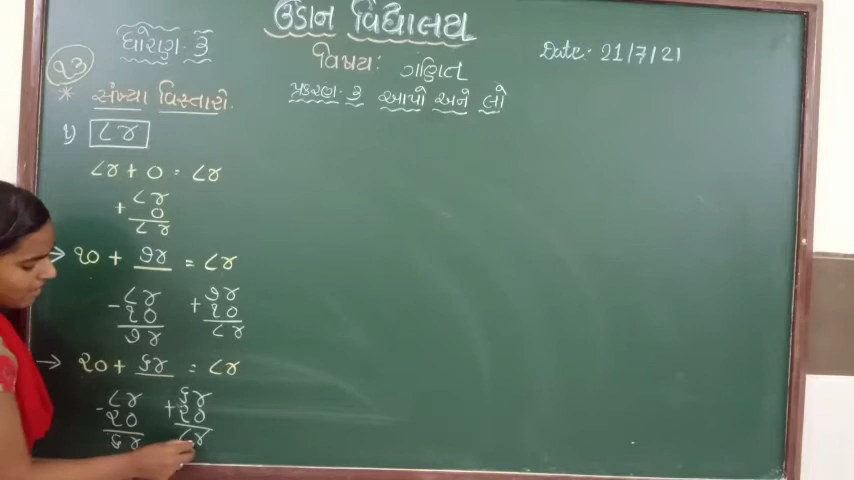 ઉડાન વિદ્યાલય
ધોરણ. ૩
Date: 21/7/21
૧૩
વિષય: ગણિત
પ્રકરણ. ૩ આપો અને લો
* સંખ્યા વિસ્તારો.
૧) ૮૪
૮૪ + ૦ = ૮૪
૮૪
+ ૦
૮૪
→ ૧૦ + ૭૪ = ૮૪
૮૪ ૭૪
- ૧૦ + ૧૦
૭૪ ૮૪
→ ૨૦ + ૬૪ = ૮૪
૮૪ ૬૪
- ૨૦ + ૨૦
૬૪ ૮૪